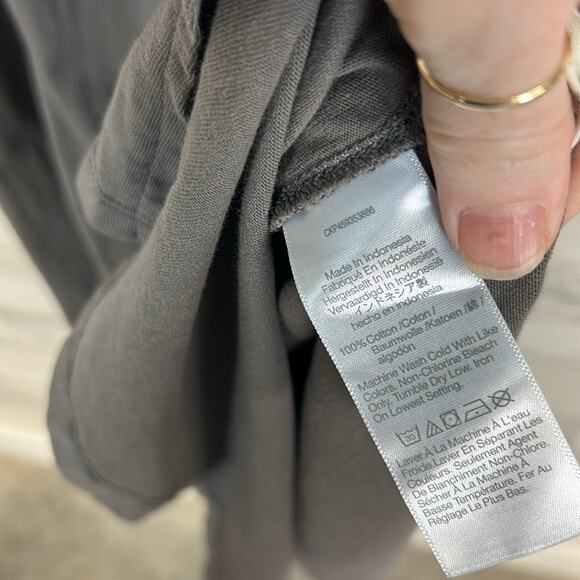 CKP459353886
Made In Indonesia
Fabriqué En Indonésie
Hergestellt In Indonesien
Vervaardigd In Indonesië
インドネシア製
hecho en Indonesia
100% Cotton / Coton /
Baumwolle / Katoen / 綿 /
algodón
Machine Wash Cold With Like
Colors. Non-Chlorine Bleach
Only. Tumble Dry Low. Iron
On Lowest Setting.
30
Laver À La Machine À L'eau
Froide.Layer En Séparant Les
Couleurs. Seulement Agent
De Blanchiment Non-Chloré.
Sécher À La Machine À
Basse Température. Fer Au
Réglage Le Plus Bas.